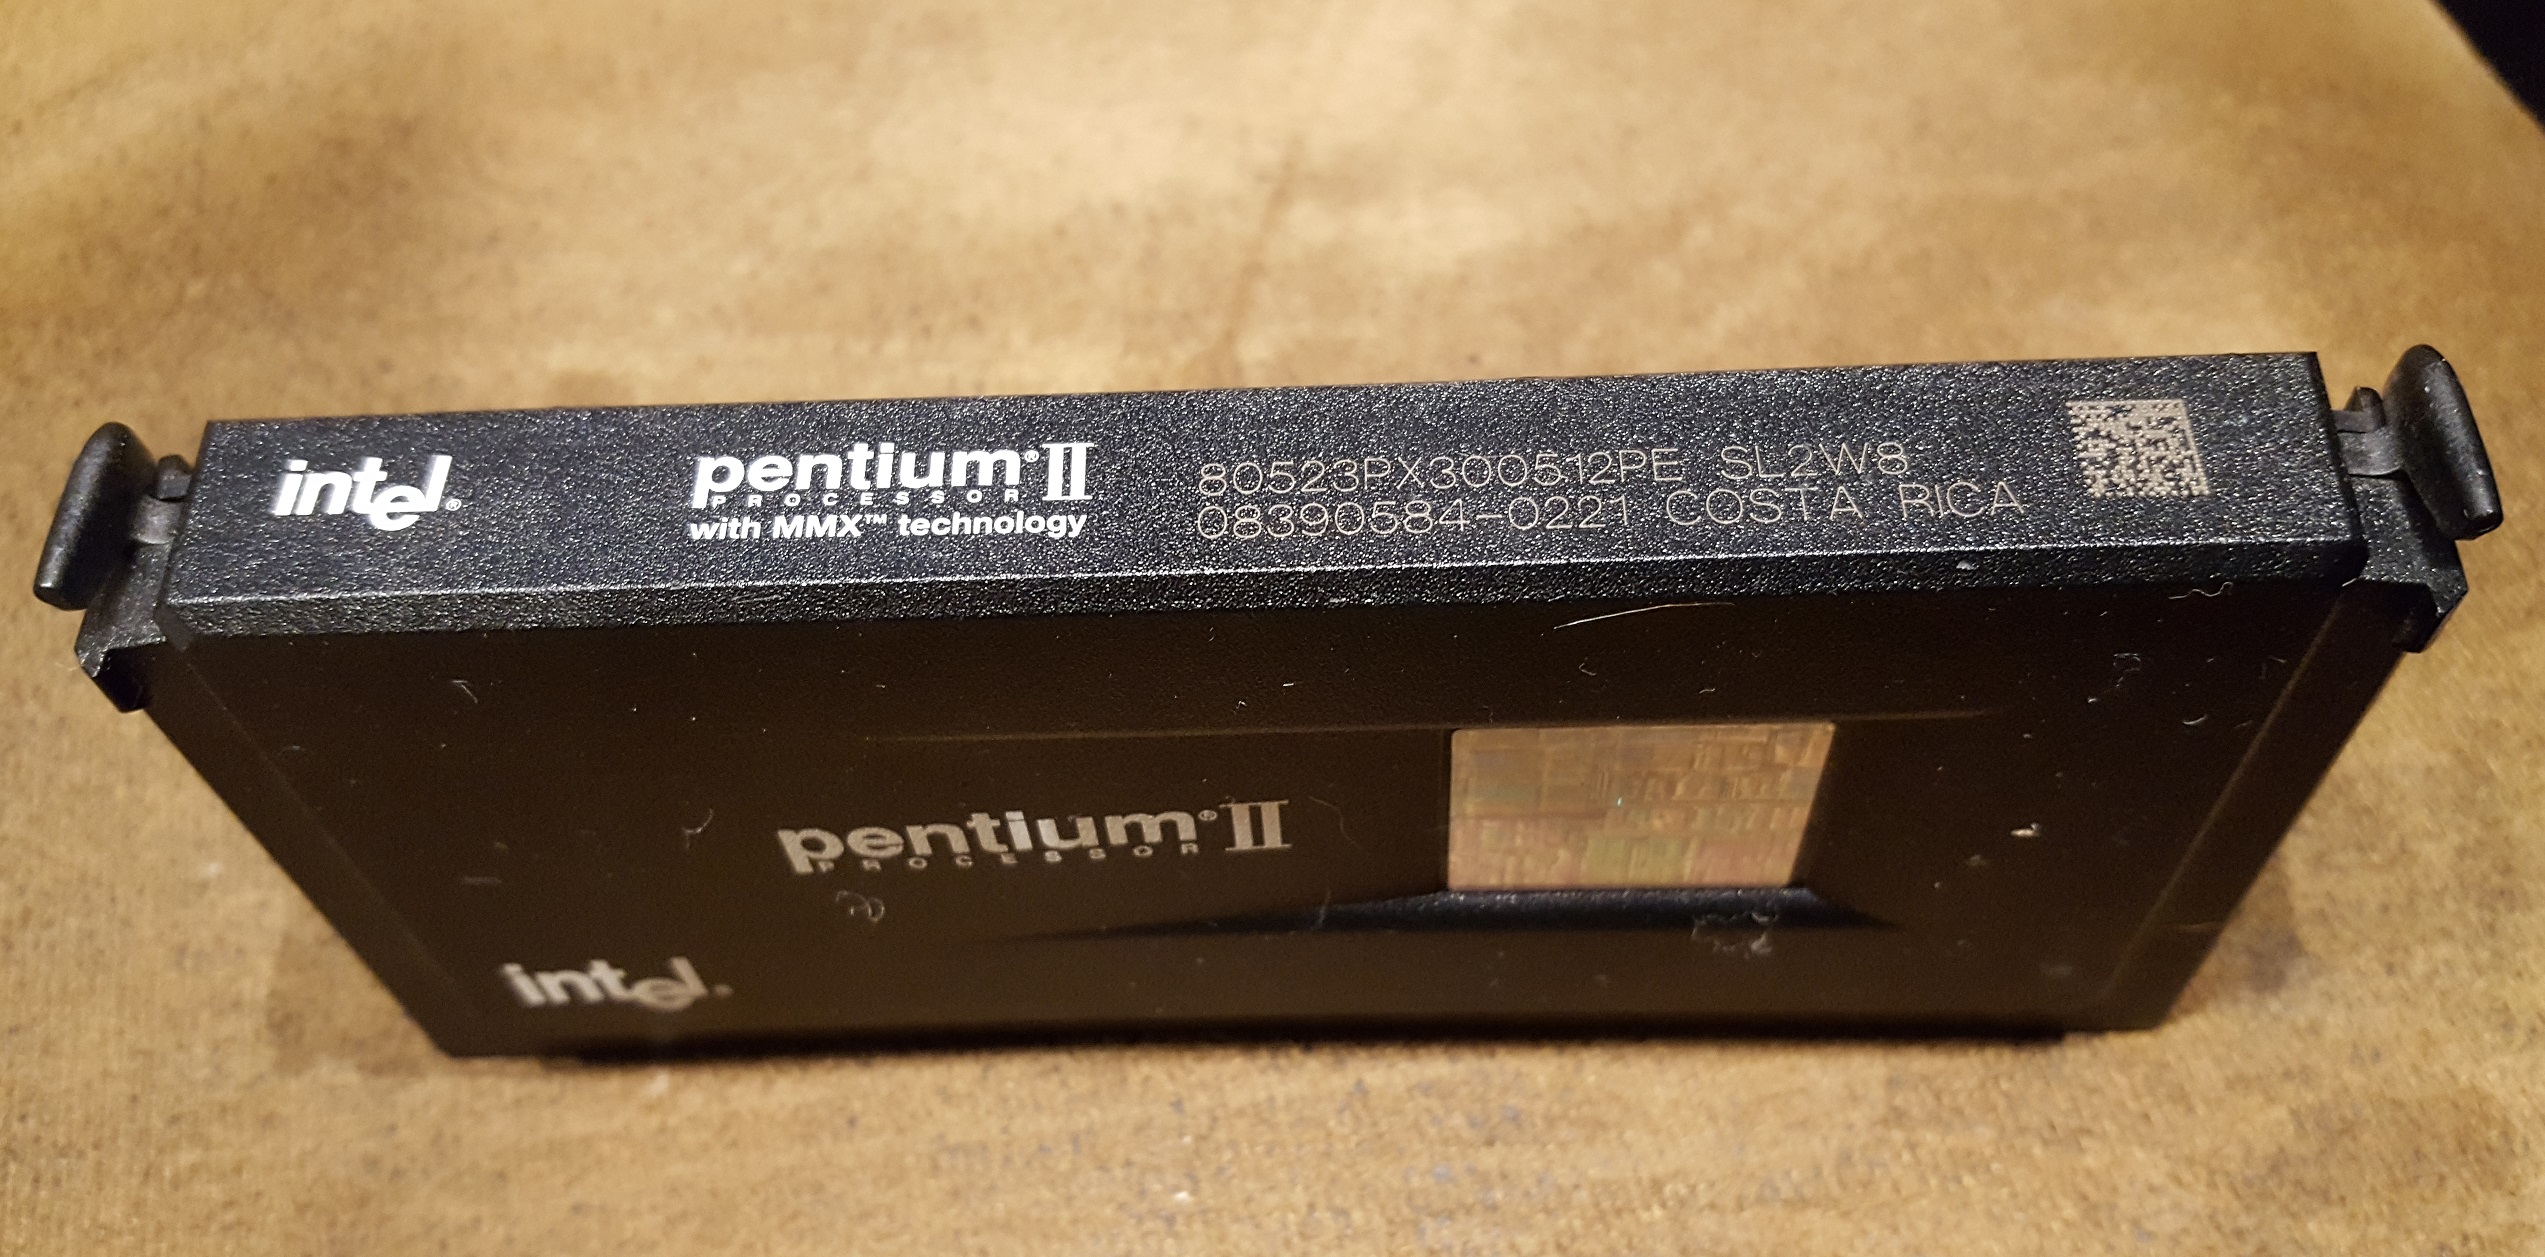 intel®
pentium® II
PROCESSOR
with MMX™ technology
80523PX300512PE SL2W8
08390584-0221 COSTA RICA
pentium® II
PROCESSOR
intel®